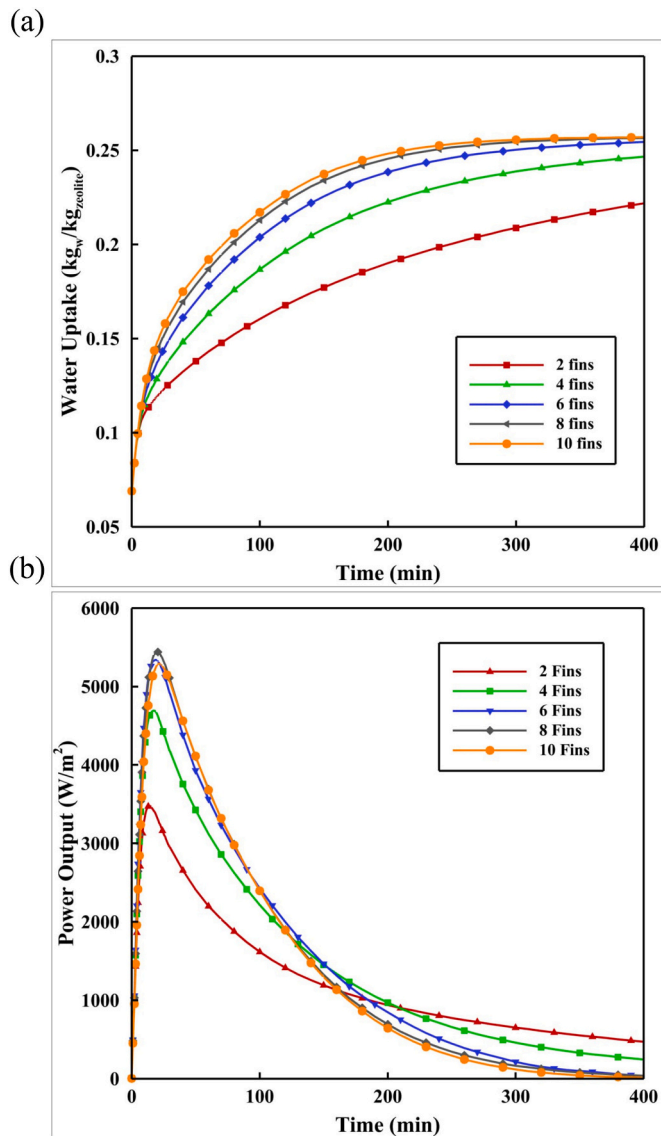 (a)
0.3
0.25
0.2
0.15
0.1
0.05
Water Uptake (kg_w/kg_zeolite)
2 fins
4 fins
6 fins
8 fins
10 fins
0 100 200 300 400
Time (min)
(b)
6000
5000
4000
3000
2000
1000
0
Power Output (W/m²)
2 Fins
4 Fins
6 Fins
8 Fins
10 Fins
0 100 200 300 400
Time (min)